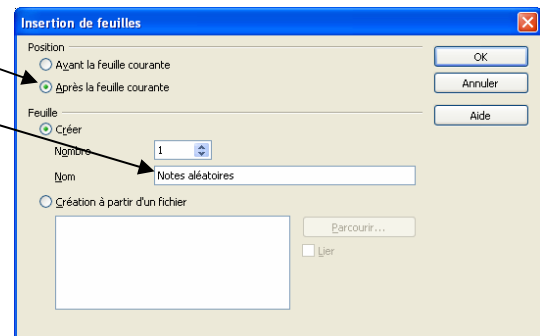 Insertion de feuilles
Position
Avant la feuille courante
Après la feuille courante
OK
Annuler
Aide
Feuille
Créer
Nombre 1
Nom Notes aléatoires
Création à partir d'un fichier
Parcourir...
Lier